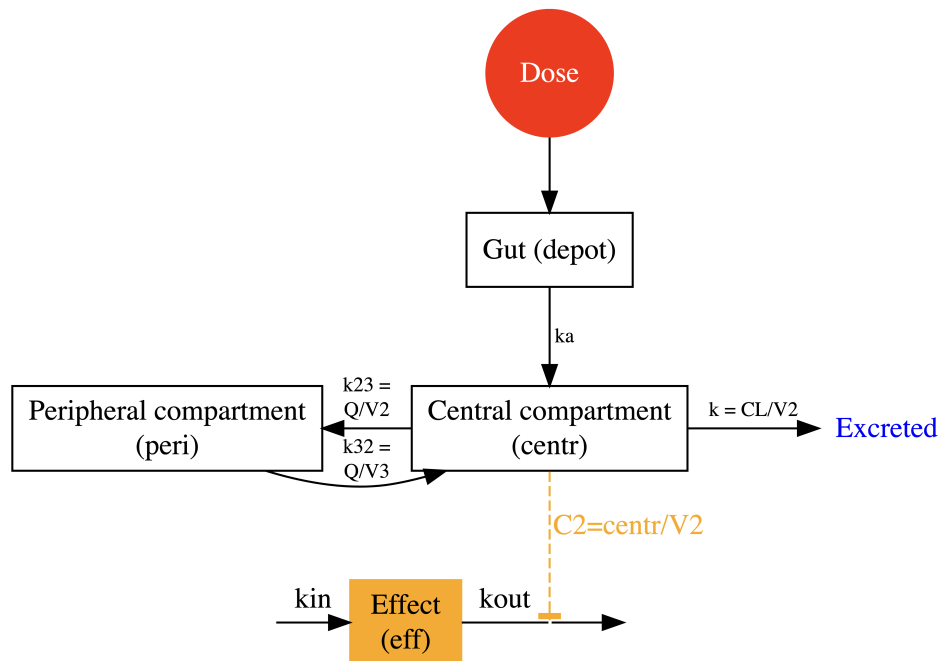 Dose
Gut (depot)
ka
Peripheral compartment
(peri)
k23 =
Q/V2
k32 =
Q/V3
Central compartment
(centr)
k = CL/V2
Excreted
C2=centr/V2
kin
Effect
(eff)
kout